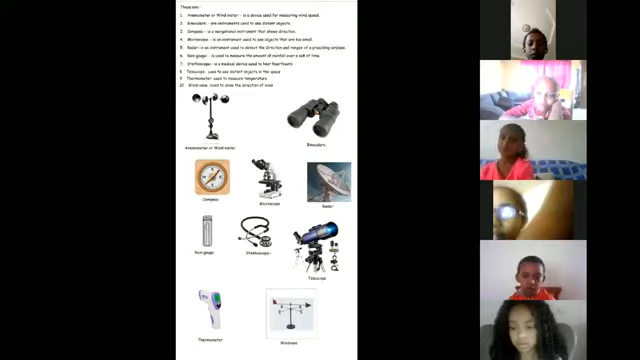 These are:-
1. Anemometer or Wind meter :- is a device used for measuring wind speed.
2. Binoculars :- are instruments used to see distant objects.
3. Compass:- is a navigational instrument that shows direction.
4. Microscope:- is an instrument used to see objects that are too small.
5. Radar:- is an instrument used to detect the direction and ranges of approaching airplane.
6. Rain gauge :- is used to measure the amount of rainfall over a set of time.
7. Stethoscope:- is a medical device used to hear heartbeats
8. Telescope:- used to see distant objects in the space
9. Thermometer:- used to measure temperature
10. Wind vane: Used to show the direction of wind
Anemometer or Wind meter
Binoculars
Compass:
Microscope
Radar:
Rain gauge:
Stethoscope:-
Telescope
Thermometer
Windvane